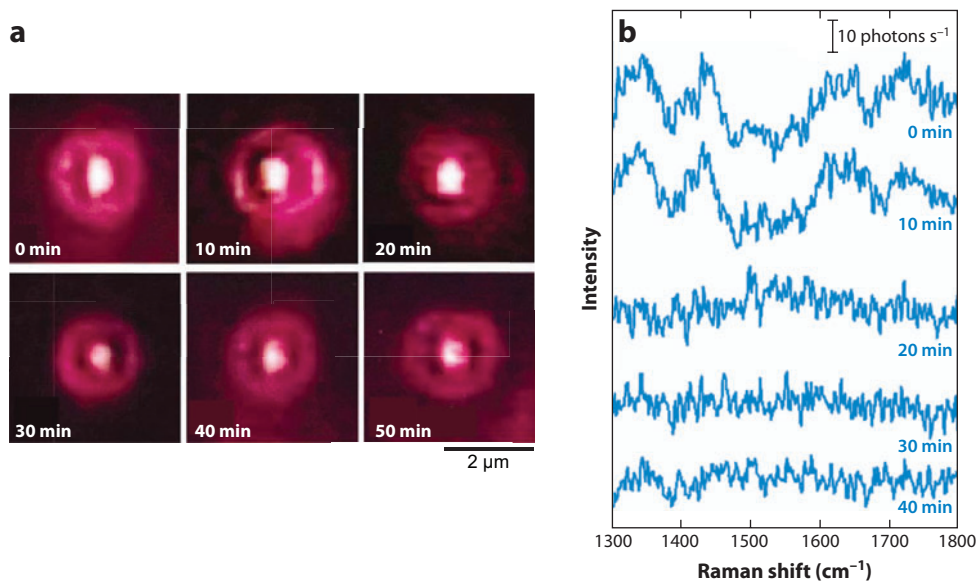 a
0 min
10 min
20 min
30 min
40 min
50 min
2 µm
b
10 photons s⁻¹
0 min
10 min
20 min
30 min
40 min
Intensity
1300 1400 1500 1600 1700 1800
Raman shift (cm⁻¹)